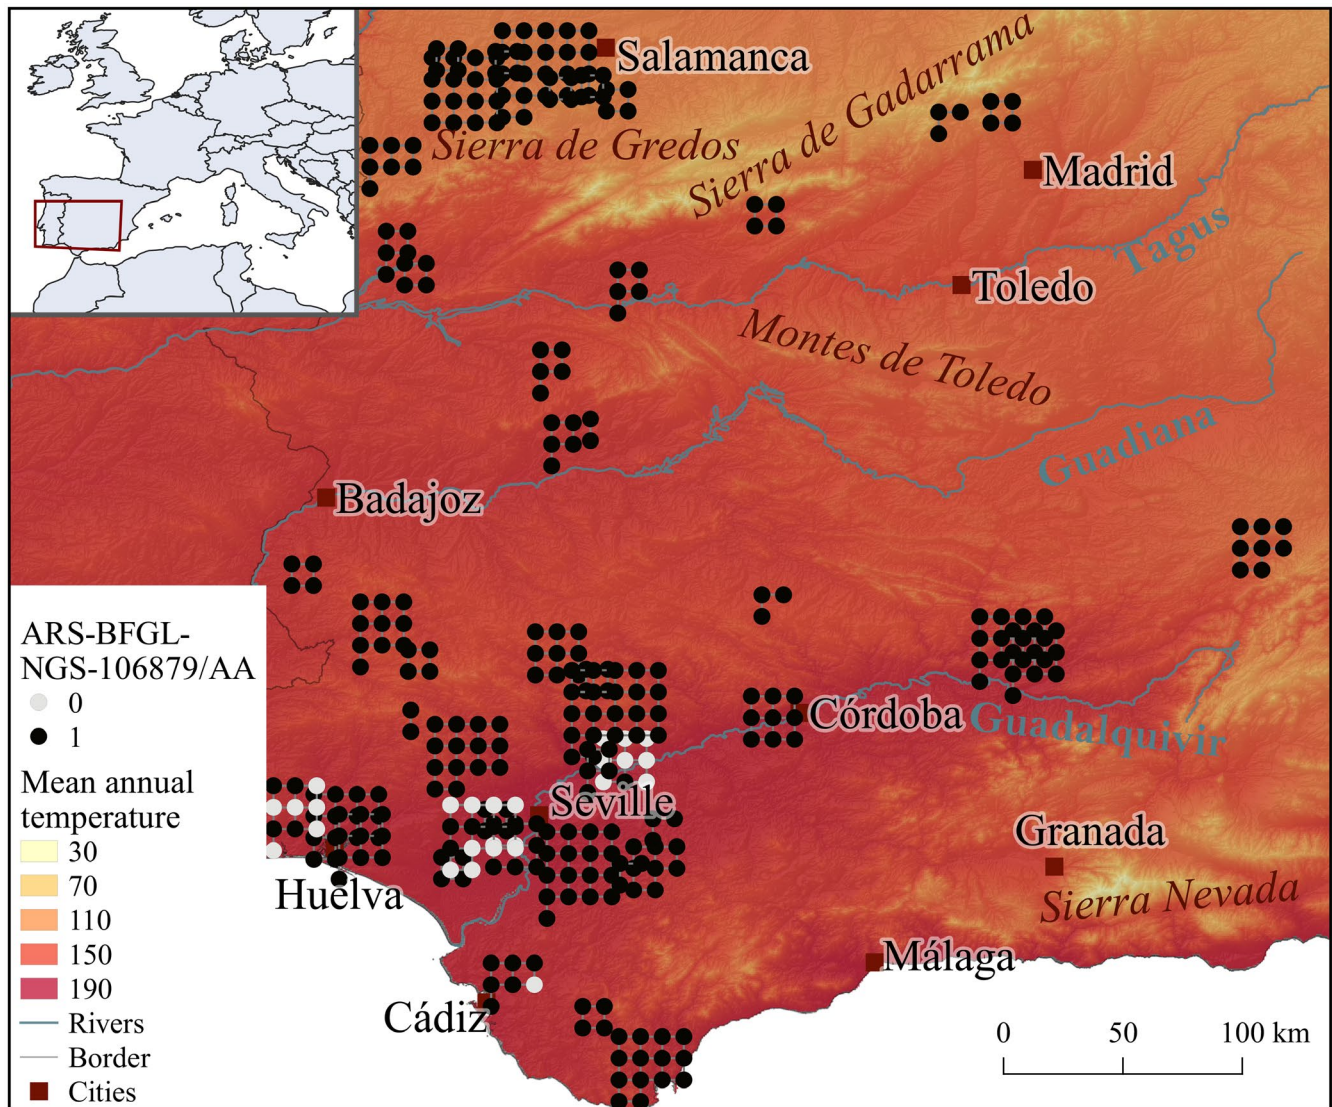 Salamanca
Sierra de Gredos
Sierra de Gadarrama
Madrid
Tagus
Toledo
Montes de Toledo
Guadiana
Badajoz
Córdoba
Guadalquivir
Seville
Granada
Sierra Nevada
Huelva
Málaga
Cádiz
ARS-BFGL-
NGS-106879/AA
0
1
Mean annual
temperature
30
70
110
150
190
Rivers
Border
Cities
0 50 100 km